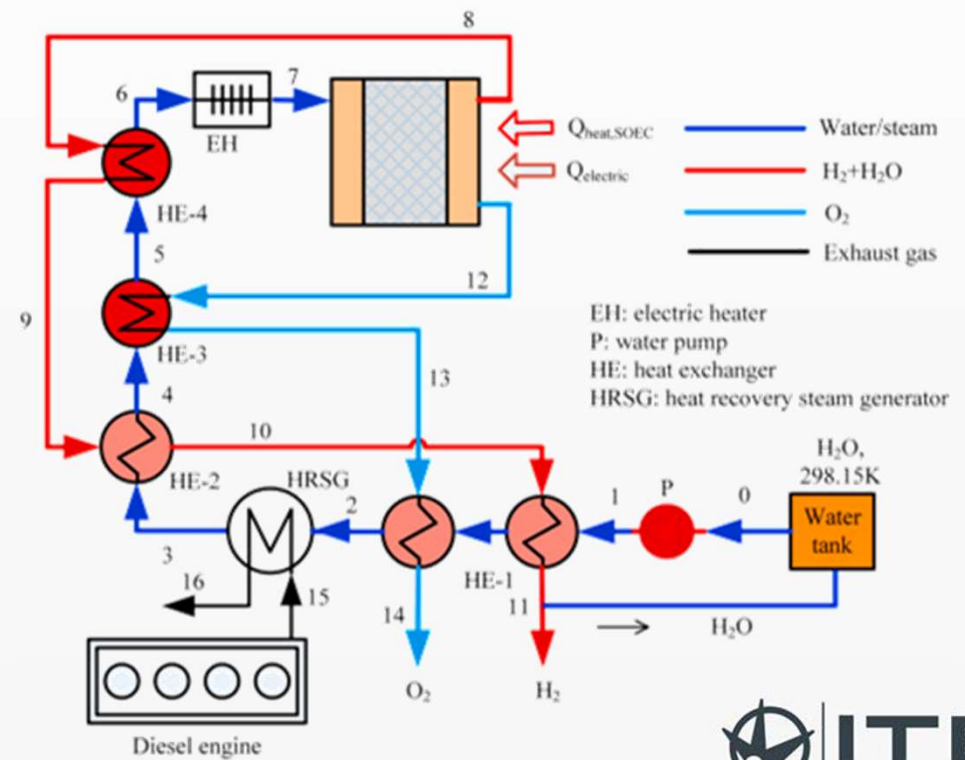 8
6
7
EH
Q_heat,SOEC
Q_electric
Water/steam
H₂+H₂O
O₂
Exhaust gas
HE-4
5
12
9
HE-3
13
4
EH: electric heater
P: water pump
HE: heat exchanger
HRSG: heat recovery steam generator
10
HE-2
HRSG
2
1
P
0
H₂O,
298.15K
Water
tank
3
16
15
HE-1
14
11
H₂O
O₂
H₂
Diesel engine